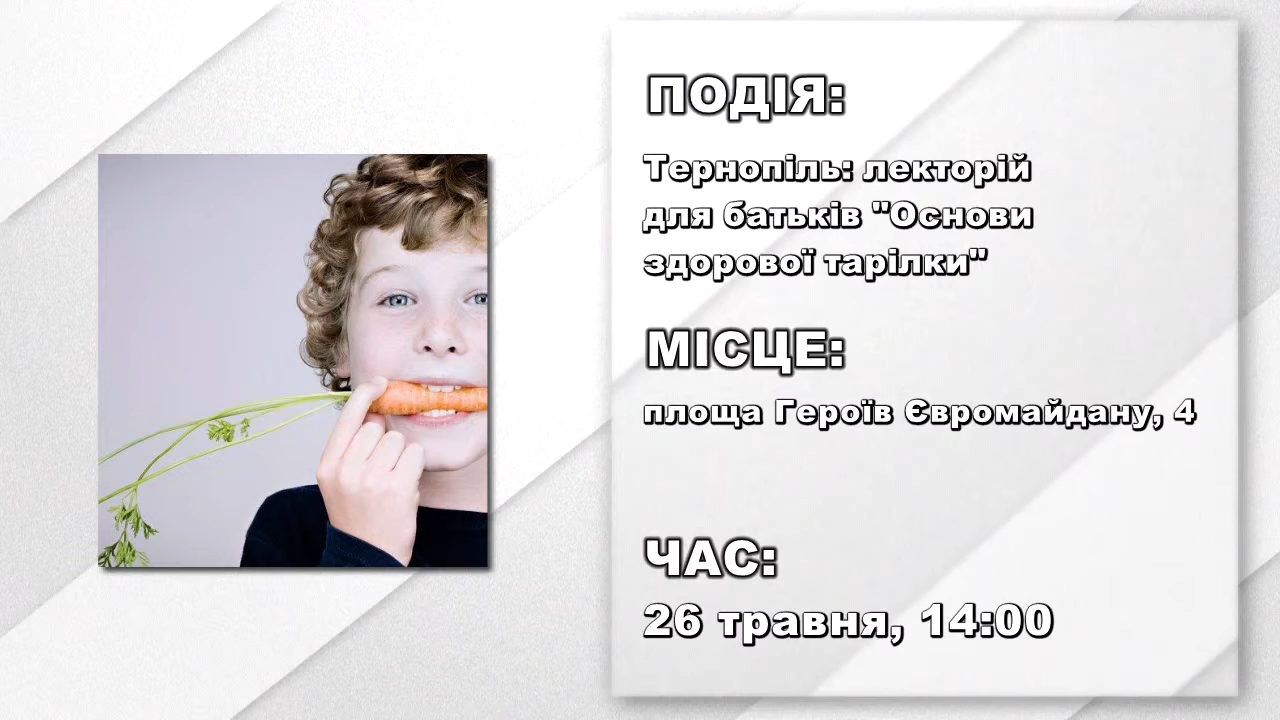 ПОДІЯ:
Тернопіль: лекторій
для батьків "Основи
здорової тарілки"
МІСЦЕ:
площа Героїв Євромайдану, 4
ЧАС:
26 травня, 14:00